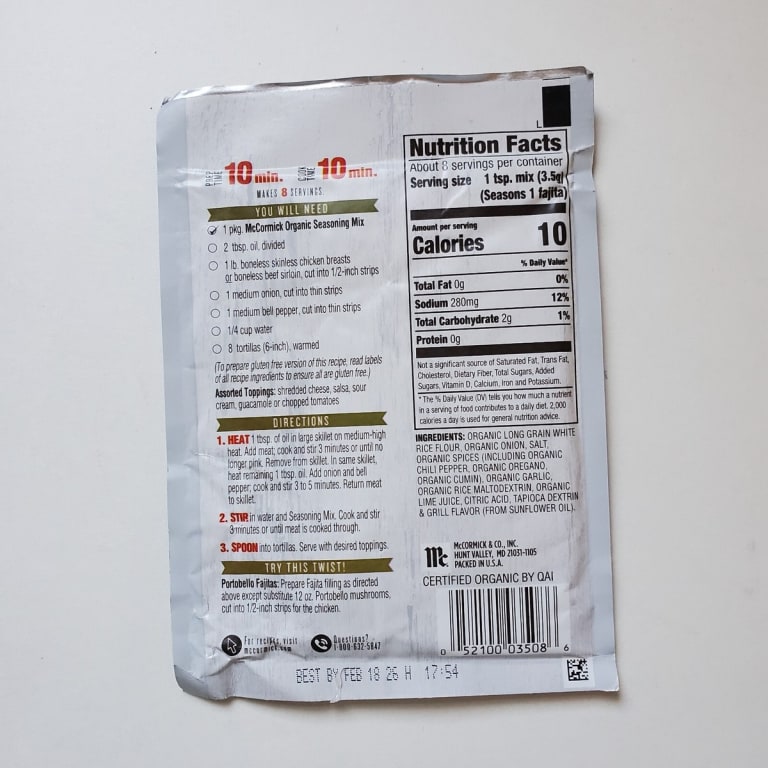 PREP TIME 10 min. COOK TIME 10 min.
MAKES 8 SERVINGS
YOU WILL NEED
1 pkg. McCormick Organic Seasoning Mix
2 tbsp. oil, divided
1 lb. boneless skinless chicken breasts
or boneless beef sirloin, cut into 1/2-inch strips
1 medium onion, cut into thin strips
1 medium bell pepper, cut into thin strips
1/4 cup water
8 tortillas (6-inch), warmed
(To prepare gluten free version of this recipe, read labels
of all recipe ingredients to ensure all are gluten free.)
Assorted Toppings: shredded cheese, salsa, sour
cream, guacamole or chopped tomatoes
DIRECTIONS
1. HEAT 1 tbsp. of oil in large skillet on medium-high
heat. Add meat; cook and stir 3 minutes or until no
longer pink. Remove from skillet. In same skillet,
heat remaining 1 tbsp. oil. Add onion and bell
pepper; cook and stir 3 to 5 minutes. Return meat
to skillet.
2. STIR in water and Seasoning Mix. Cook and stir
3 minutes or until meat is cooked through.
3. SPOON into tortillas. Serve with desired toppings.
TRY THIS TWIST!
Portobello Fajitas: Prepare Fajita filling as directed
above except substitute 12 oz. Portobello mushrooms,
cut into 1/2-inch strips for the chicken.
For recipes, visit
mccormick.com
Questions?
1-800-632-5847
L
Nutrition Facts
About 8 servings per container
Serving size 1 tsp. mix (3.5g)
(Seasons 1 fajita)
Amount per serving
Calories 10
% Daily Value*
Total Fat 0g 0%
Sodium 280mg 12%
Total Carbohydrate 2g 1%
Protein 0g
Not a significant source of Saturated Fat, Trans Fat,
Cholesterol, Dietary Fiber, Total Sugars, Added
Sugars, Vitamin D, Calcium, Iron and Potassium.
* The % Daily Value (DV) tells you how much a nutrient
in a serving of food contributes to a daily diet. 2,000
calories a day is used for general nutrition advice.
INGREDIENTS: ORGANIC LONG GRAIN WHITE
RICE FLOUR, ORGANIC ONION, SALT,
ORGANIC SPICES (INCLUDING ORGANIC
CHILI PEPPER, ORGANIC OREGANO,
ORGANIC CUMIN), ORGANIC GARLIC,
ORGANIC RICE MALTODEXTRIN, ORGANIC
LIME JUICE, CITRIC ACID, TAPIOCA DEXTRIN
& GRILL FLAVOR (FROM SUNFLOWER OIL).
Mc
McCORMICK & CO., INC.
HUNT VALLEY, MD 21031-1105
PACKED IN U.S.A.
CERTIFIED ORGANIC BY QAI
0 52100 03508 6
BEST BY FEB 18 26 H 17:54